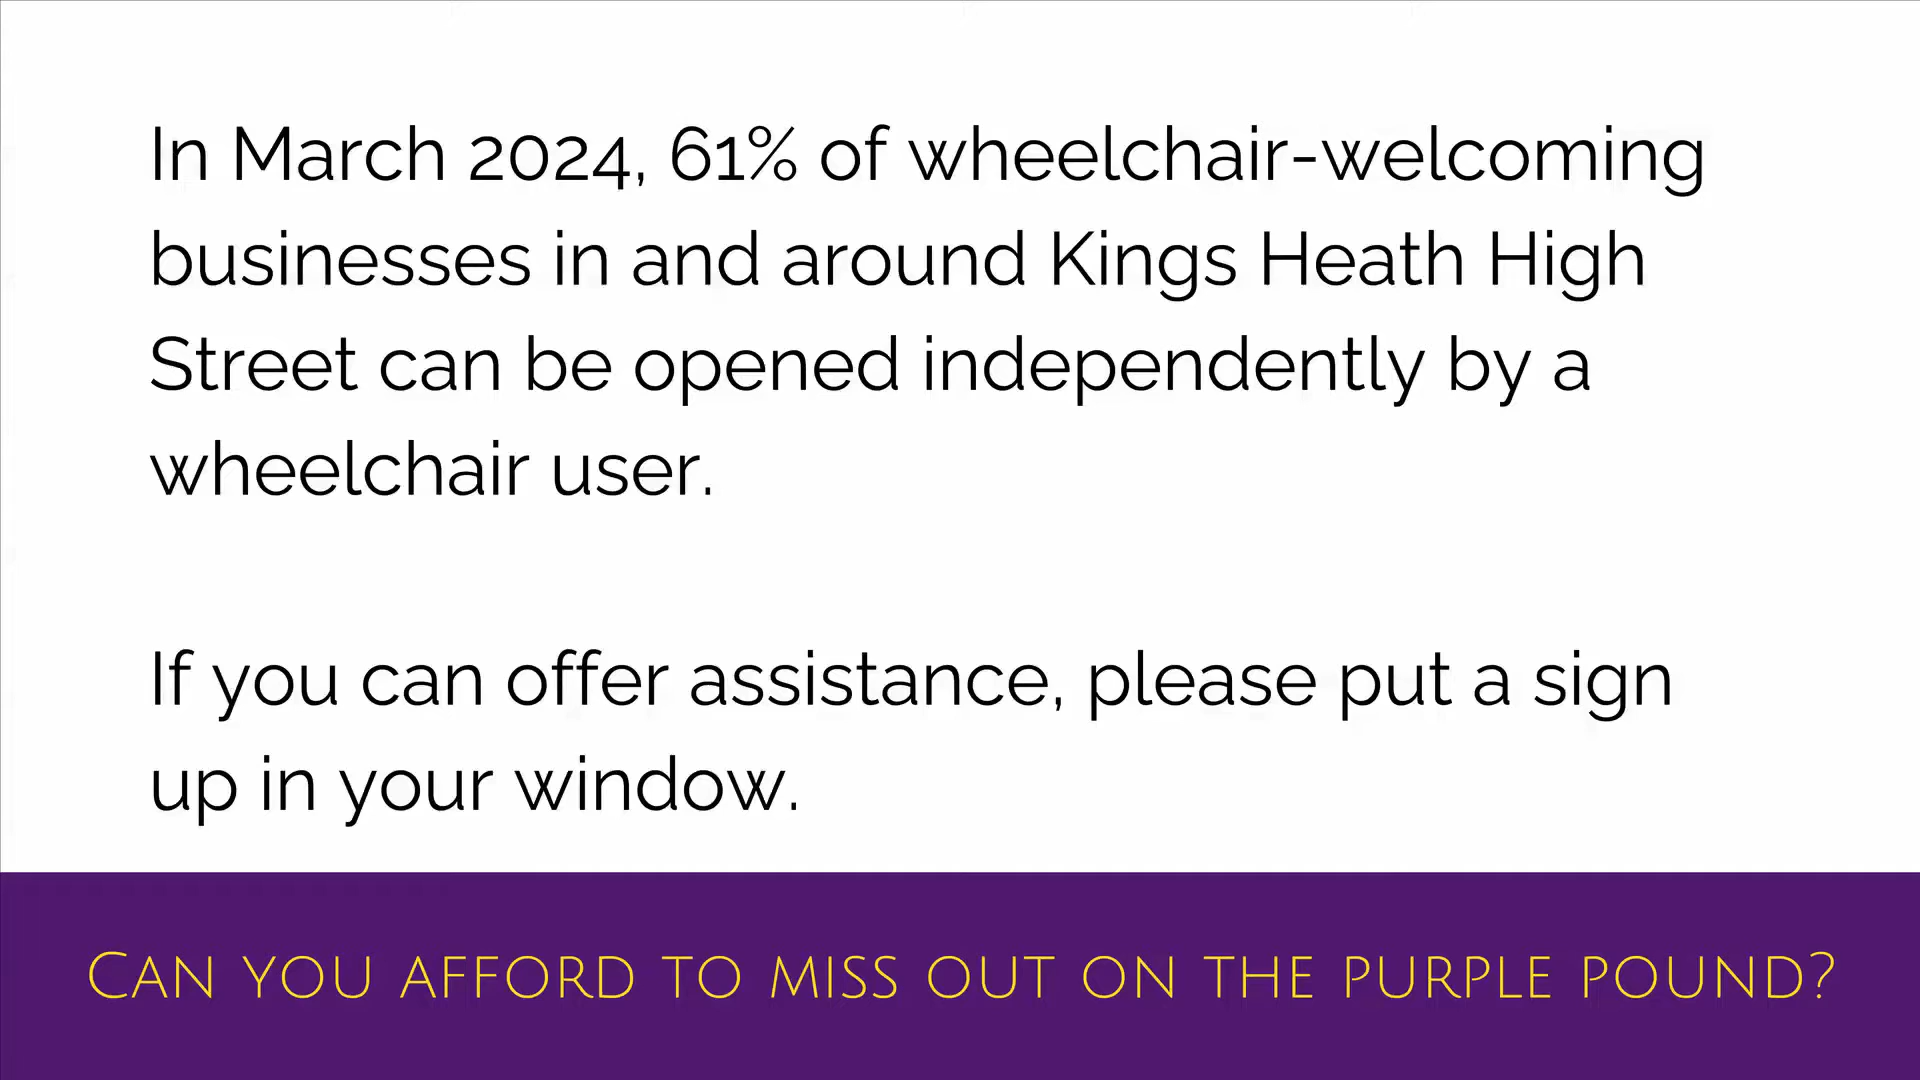 In March 2024, 61% of wheelchair-welcoming
businesses in and around Kings Heath High
Street can be opened independently by a
wheelchair user.
If you can offer assistance, please put a sign
up in your window.
CAN YOU AFFORD TO MISS OUT ON THE PURPLE POUND?